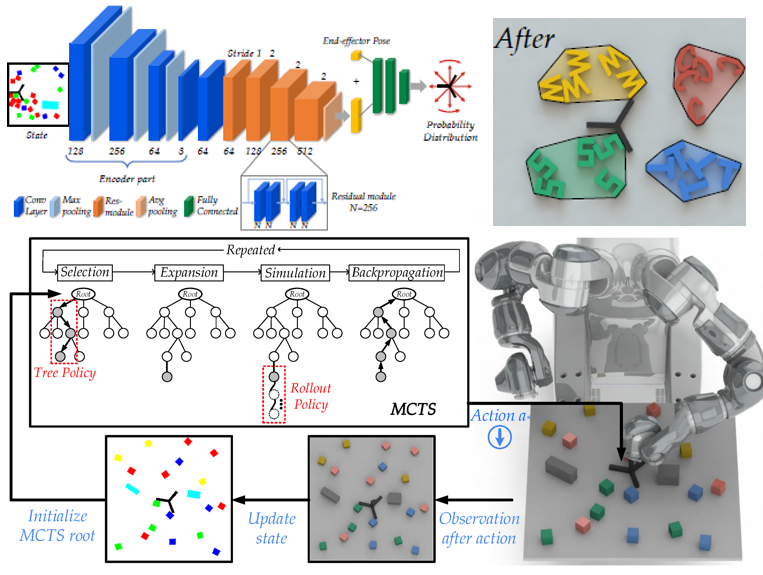 Stride 1
2
2
2
End-effector Pose
+
State
128
256
64
3
64
64
128
256
512
Probability
Distribution
Encoder part
Conv
Layer
Max
pooling
Res-
module
Avg
pooling
Fully
Connected
N
N
N
N
Residual module
N=256
After
Repeated
Selection
Expansion
Simulation
Backpropagation
Root
Root
Root
Root
Tree Policy
Rollout
Policy
MCTS
Action a*
Initialize
MCTS root
Update
state
Observation
after action